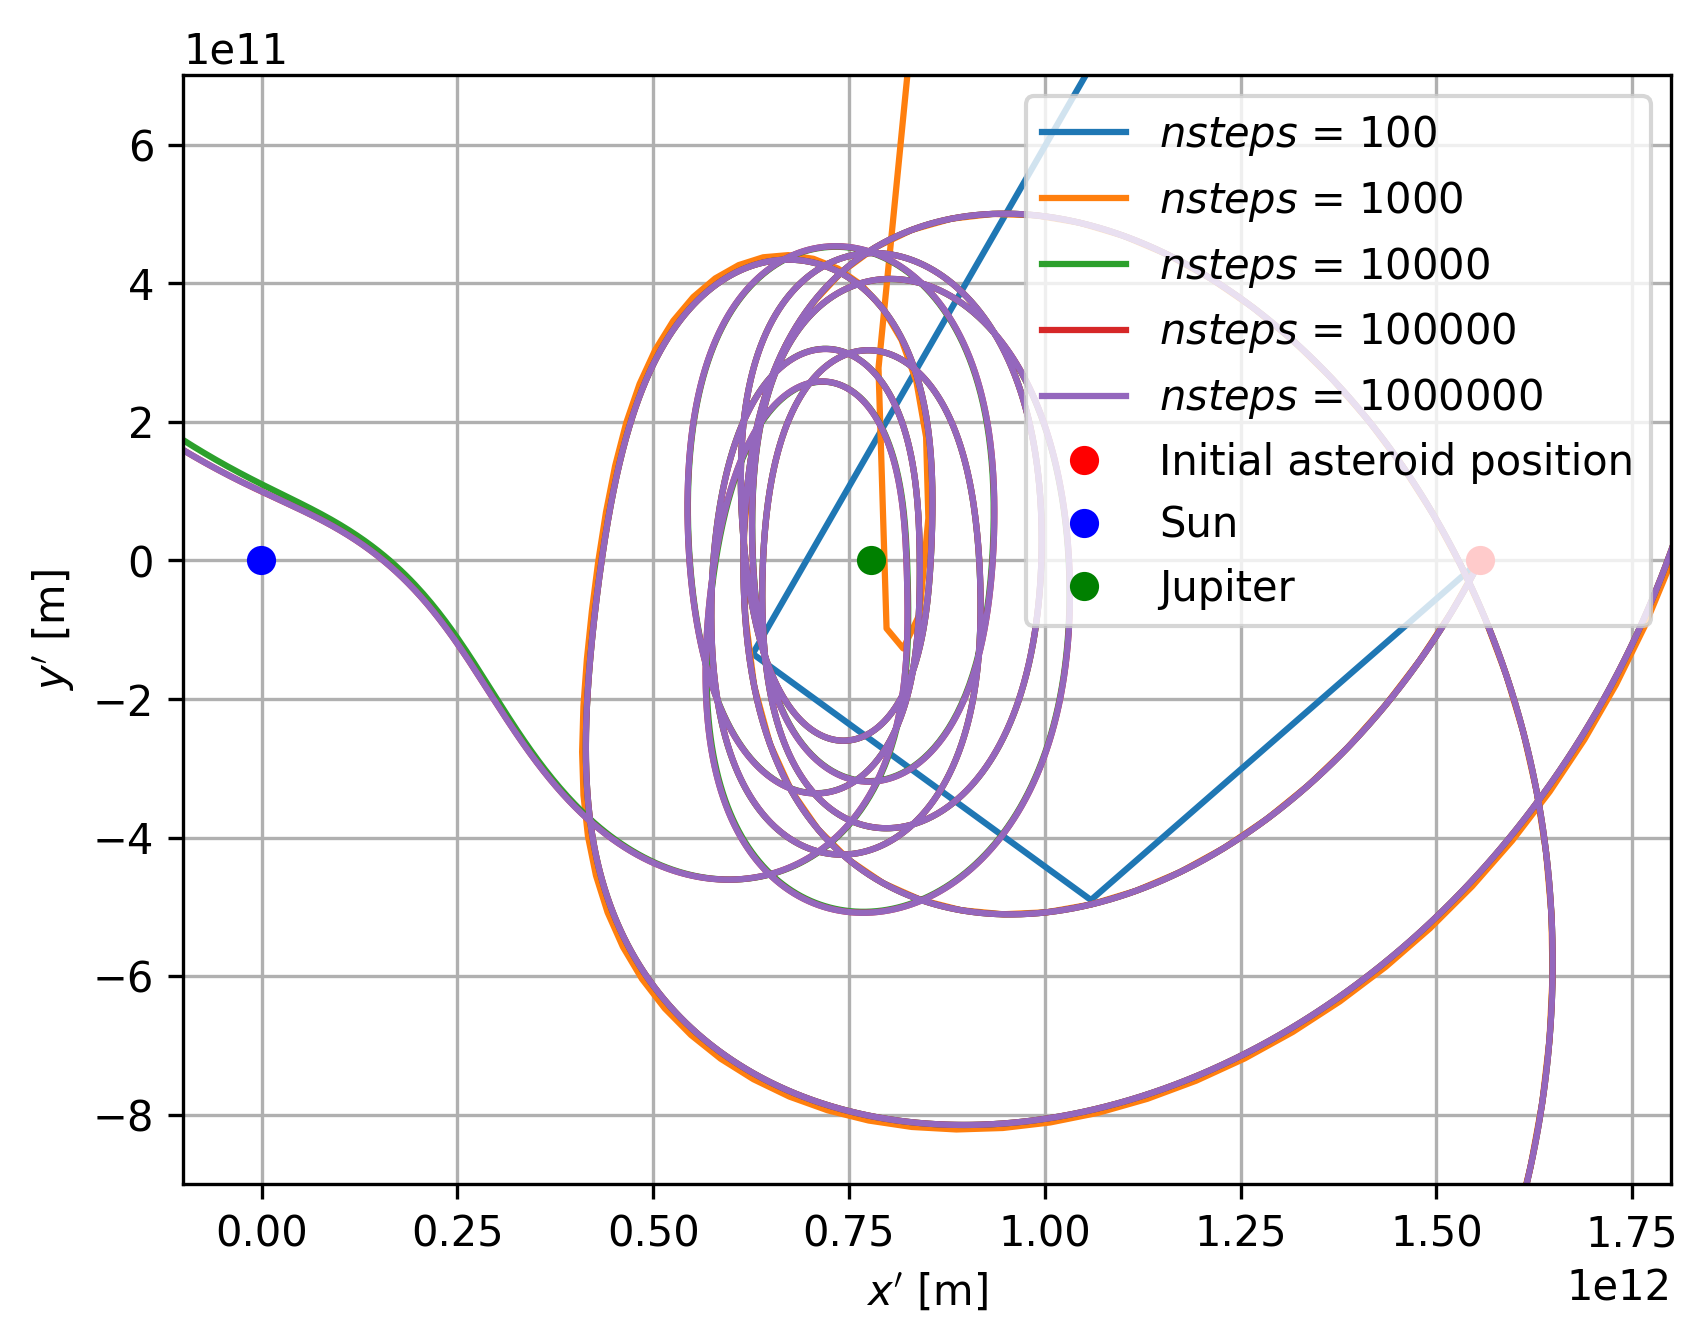 1e11
6
4
2
0
−2
−4
−6
−8
y′ [m]
nsteps = 100
nsteps = 1000
nsteps = 10000
nsteps = 100000
nsteps = 1000000
Initial asteroid position
Sun
Jupiter
0.00 0.25 0.50 0.75 1.00 1.25 1.50 1.75
1e12
x′ [m]